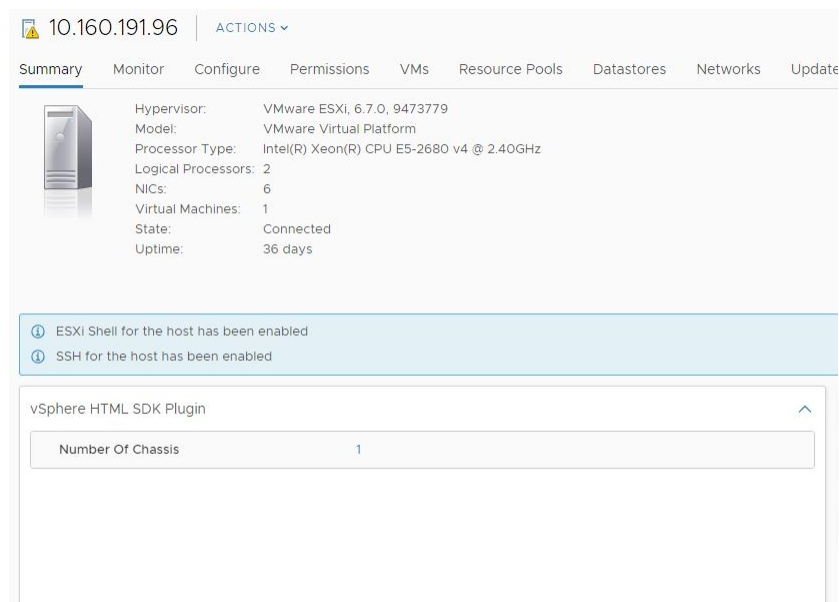 10.160.191.96 ACTIONS
Summary Monitor Configure Permissions VMs Resource Pools Datastores Networks Update
Hypervisor: VMware ESXi, 6.7.0, 9473779
Model: VMware Virtual Platform
Processor Type: Intel(R) Xeon(R) CPU E5-2680 v4 @ 2.40GHz
Logical Processors: 2
NICs: 6
Virtual Machines: 1
State: Connected
Uptime: 36 days
ESXi Shell for the host has been enabled
SSH for the host has been enabled
vSphere HTML SDK Plugin
Number Of Chassis 1